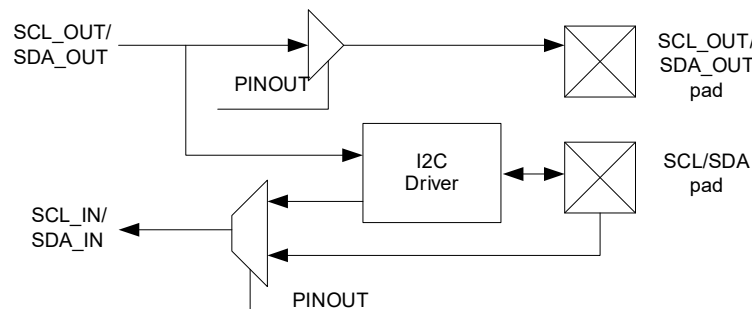 SCL_OUT/
SDA_OUT
PINOUT
SCL_OUT/
SDA_OUT
pad
I2C
Driver
SCL/SDA
pad
SCL_IN/
SDA_IN
PINOUT